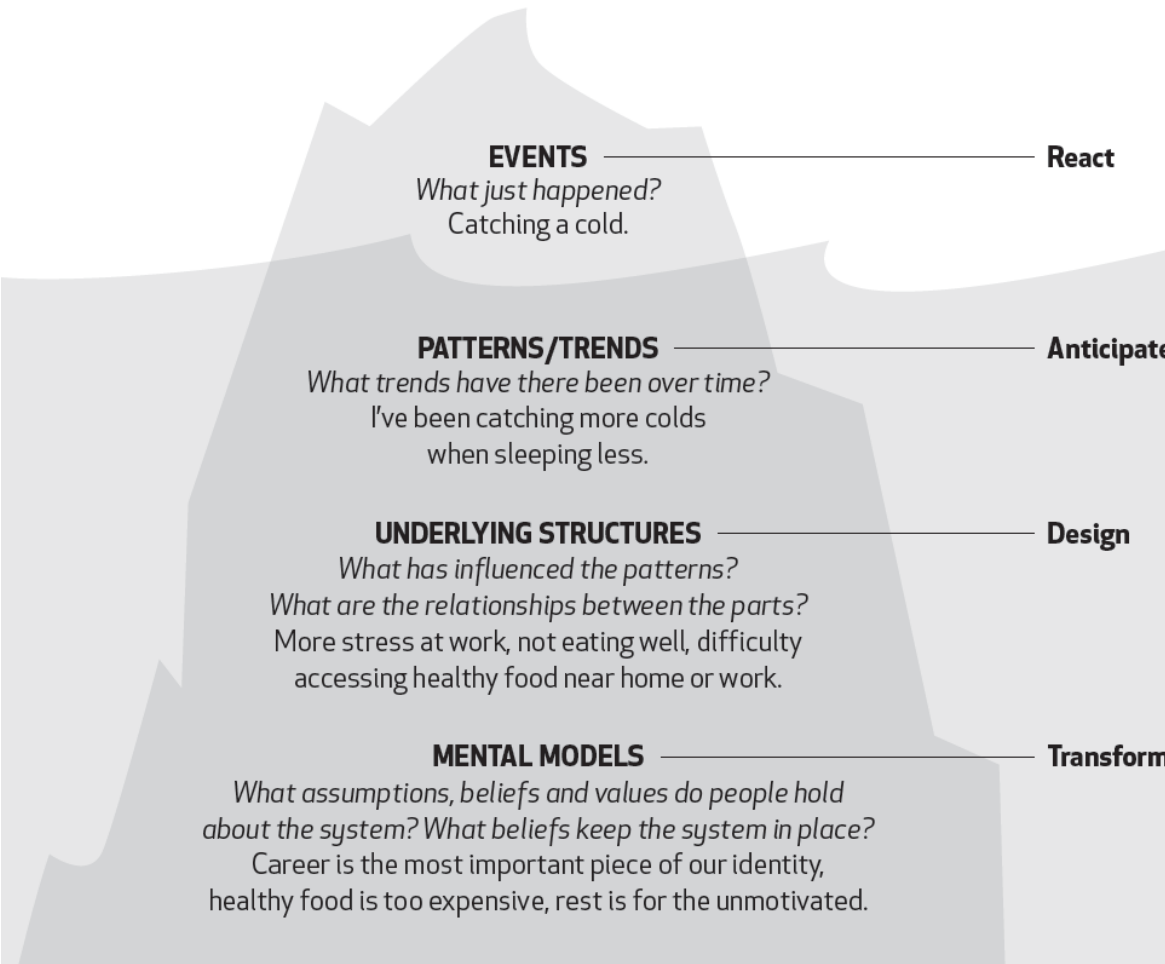 EVENTS
React
What just happened?
Catching a cold.
PATTERNS/TRENDS
Anticipate
What trends have there been over time?
I've been catching more colds
when sleeping less.
UNDERLYING STRUCTURES
Design
What has influenced the patterns?
What are the relationships between the parts?
More stress at work, not eating well, difficulty
accessing healthy food near home or work.
MENTAL MODELS
Transform
What assumptions, beliefs and values do people hold
about the system? What beliefs keep the system in place?
Career is the most important piece of our identity,
healthy food is too expensive, rest is for the unmotivated.